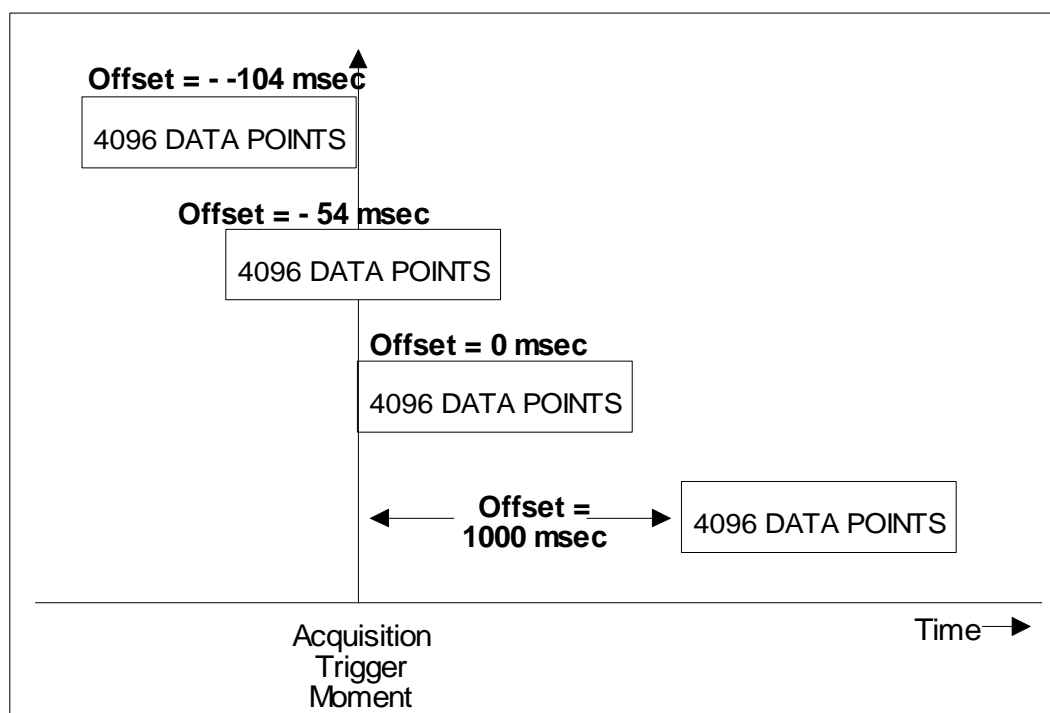 Offset = - -104 msec
4096 DATA POINTS
Offset = - 54 msec
4096 DATA POINTS
Offset = 0 msec
4096 DATA POINTS
Offset =
1000 msec
4096 DATA POINTS
Time
Acquisition
Trigger
Moment